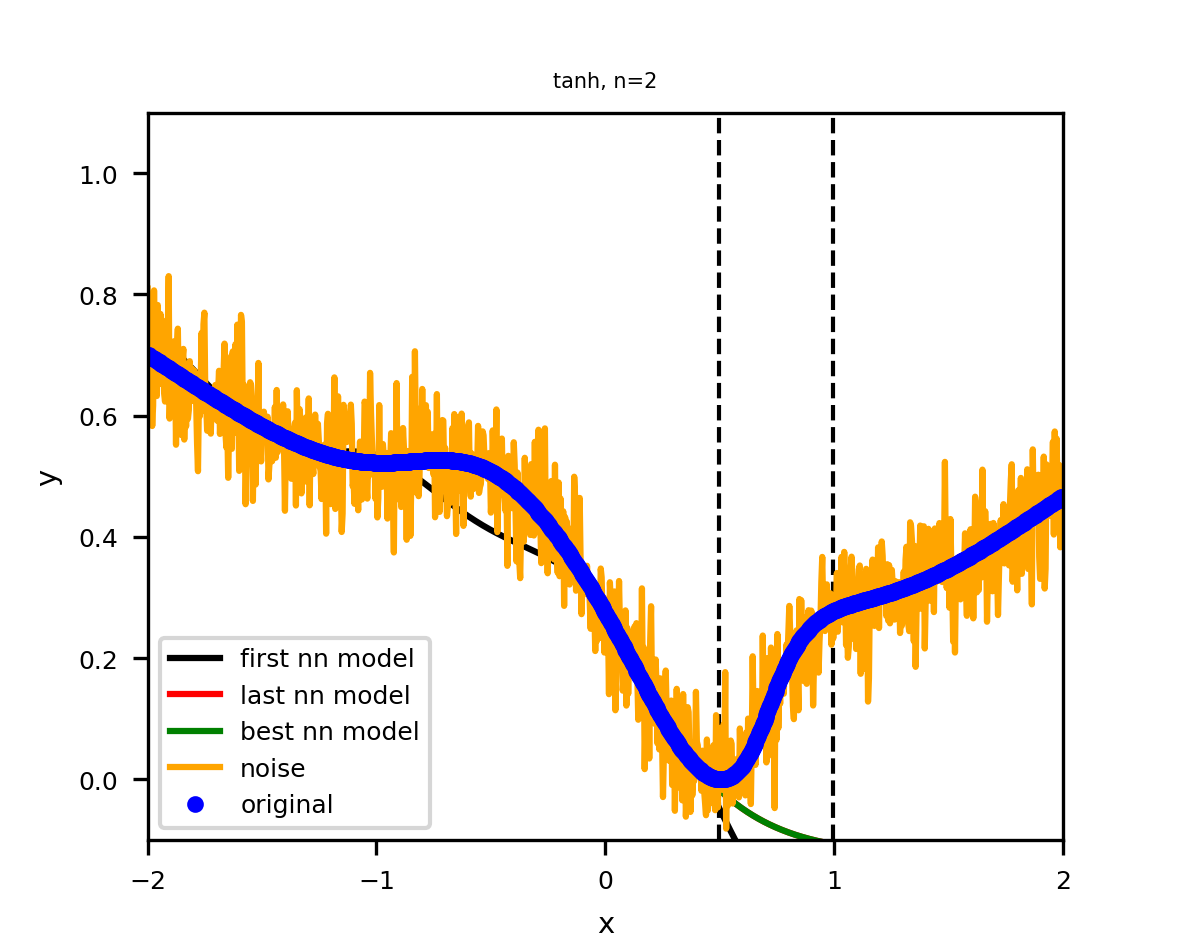 tanh, n=2
1.0
0.8
0.6
0.4
0.2
0.0
y
first nn model
last nn model
best nn model
noise
original
−2 −1 0 1 2
x